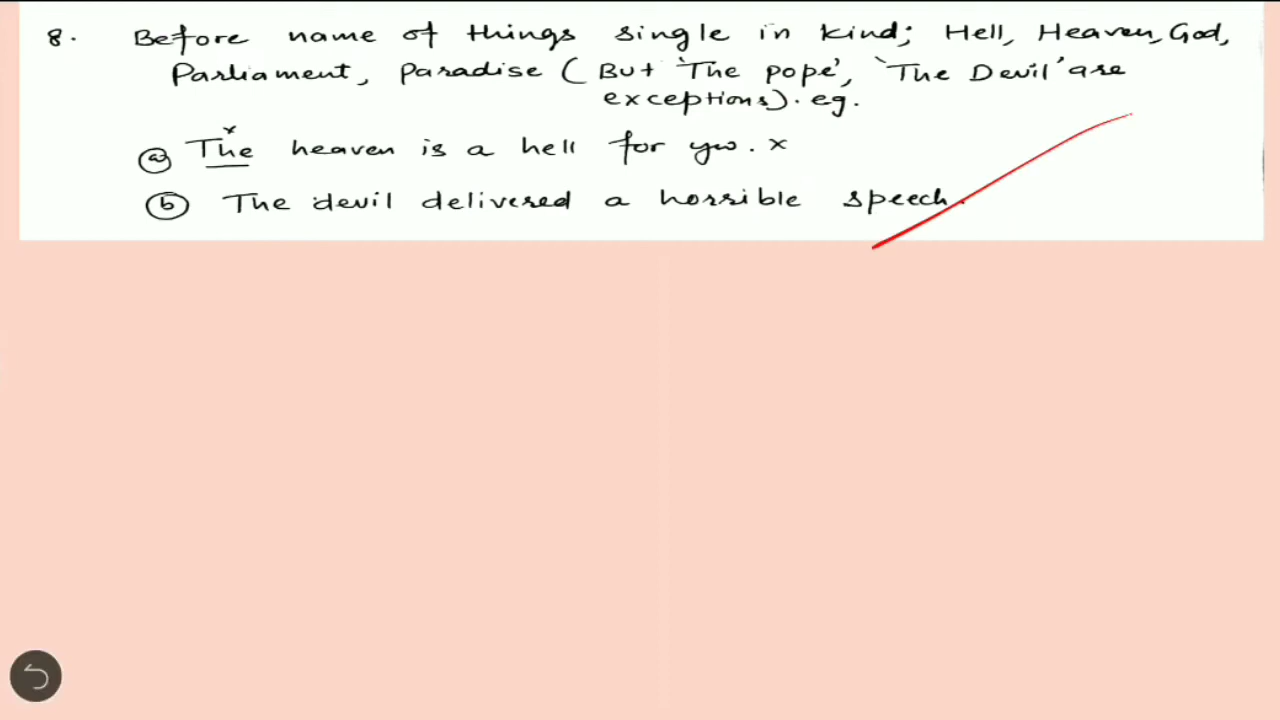 8. Before name of things single in kind; Hell, Heaven, God,
Parliament, Paradise ( But 'The pope', 'The Devil' are
exceptions). eg.
x
(a) The heaven is a hell for you. x
(b) The devil delivered a horrible speech.